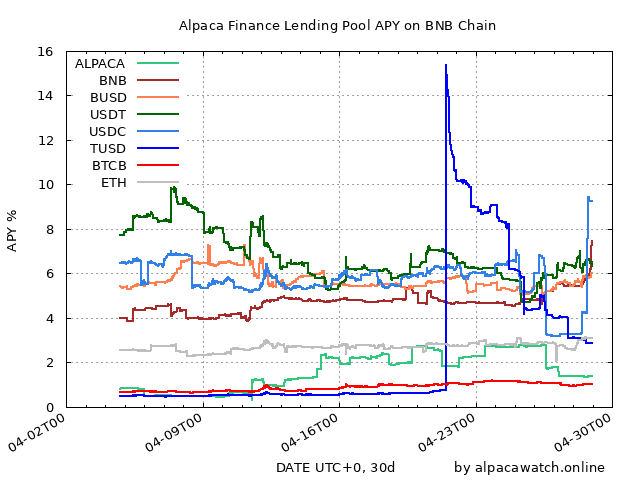 Alpaca Finance Lending Pool APY on BNB Chain
16
14
12
10
8
6
4
2
0
APY %
ALPACA
BNB
BUSD
USDT
USDC
TUSD
BTCB
ETH
04-02T00
04-09T00
04-16T00
04-23T00
04-30T00
DATE UTC+0, 30d
by alpacawatch.online